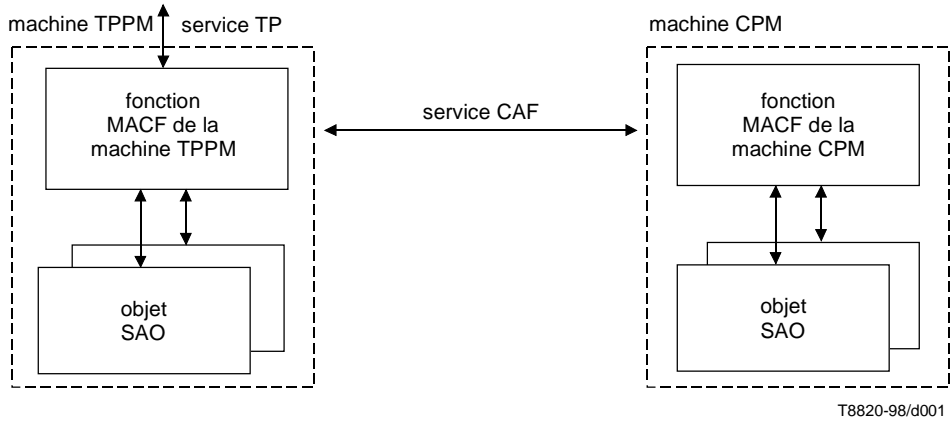 machine TPPM
service TP
machine CPM
fonction
MACF de la
machine TPPM
service CAF
fonction
MACF de la
machine CPM
objet
SAO
objet
SAO
T8820-98/d001